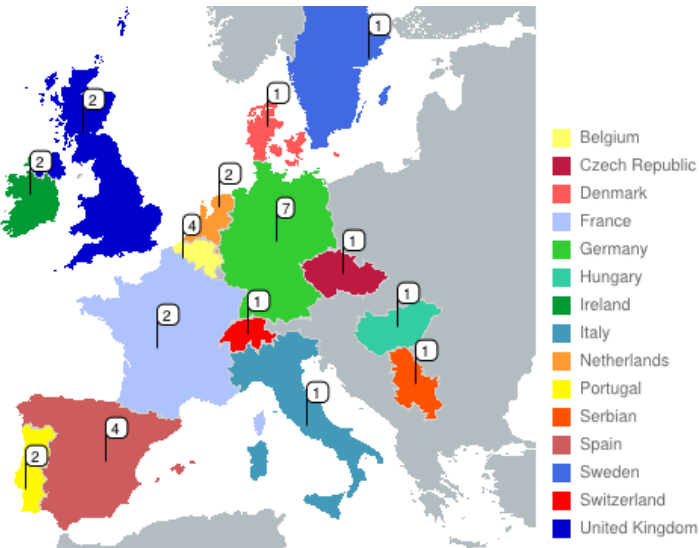 1
2
1
2
2
7
4
1
1
1
2
1
1
4
2
Belgium
Czech Republic
Denmark
France
Germany
Hungary
Ireland
Italy
Netherlands
Portugal
Serbian
Spain
Sweden
Switzerland
United Kingdom